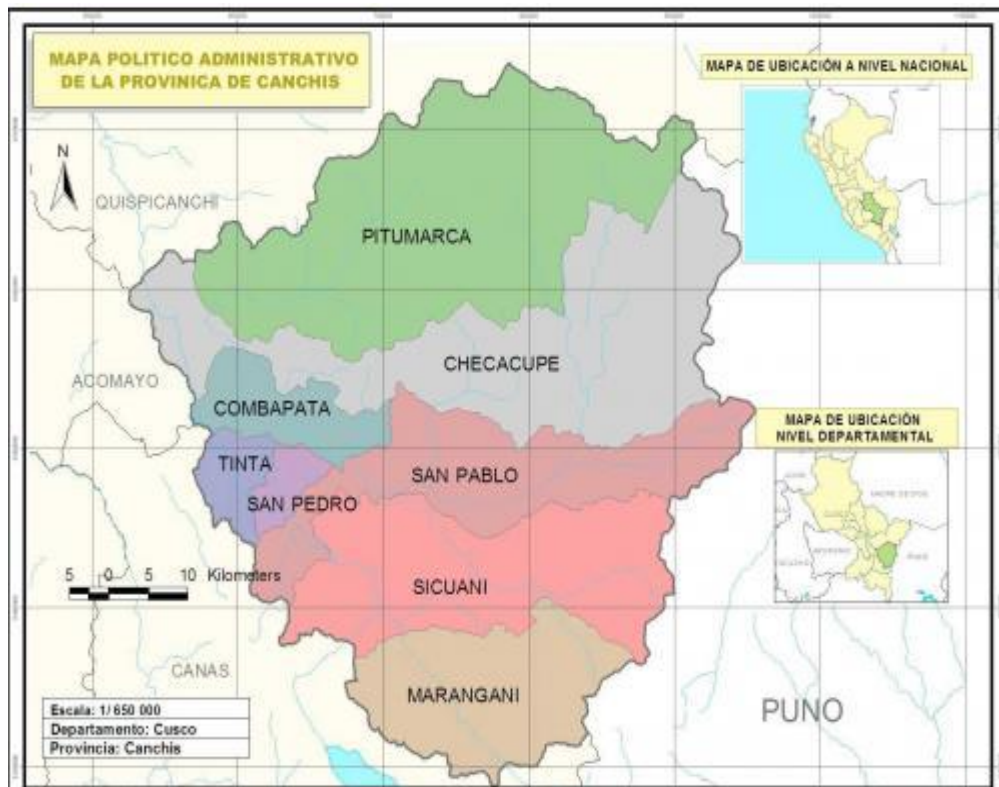 MAPA POLITICO ADMINISTRATIVO
DE LA PROVINICA DE CANCHIS
MAPA DE UBICACIÓN A NIVEL NACIONAL
N
QUISPICANCHI
PITUMARCA
CHECACUPE
ACOMAYO
COMBAPATA
MAPA DE UBICACIÓN
NIVEL DEPARTAMENTAL
TINTA
SAN PABLO
SAN PEDRO
5 0 5 10 Kilometers
SICUANI
CANAS
MARANGANI
PUNO
Escala: 1/ 650 000
Departamento: Cusco
Provincia: Canchis